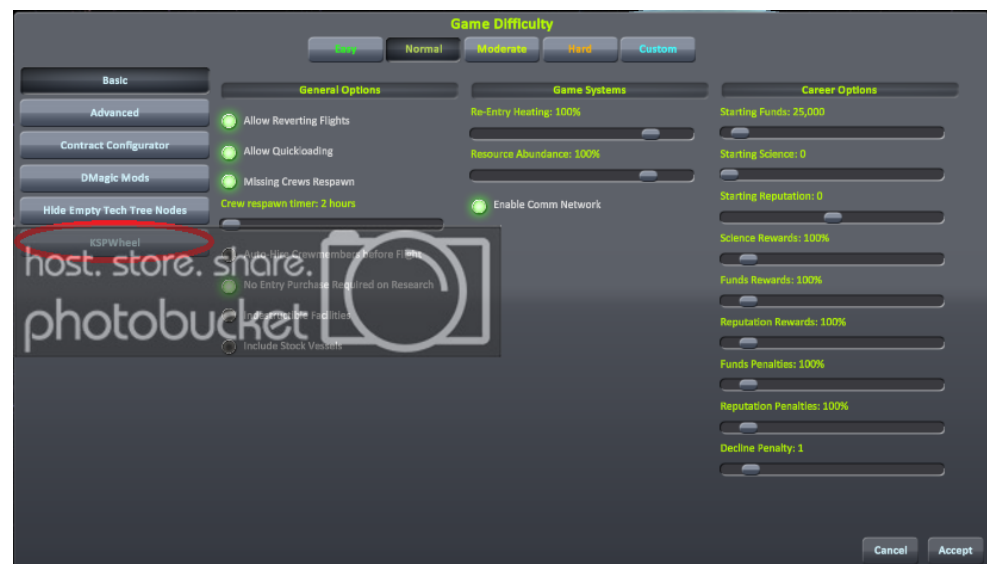 Game Difficulty
Easy
Normal
Moderate
Hard
Custom
Basic
Advanced
Contract Configurator
DMagic Mods
Hide Empty Tech Tree Nodes
KSPWheel
General Options
Allow Reverting Flights
Allow Quickloading
Missing Crews Respawn
Crew respawn timer: 2 hours
Auto-Hire Crewmembers before Flight
No Entry Purchase Required on Research
Indestructible Facilities
Include Stock Vessels
Game Systems
Re-Entry Heating: 100%
Resource Abundance: 100%
Enable Comm Network
Career Options
Starting Funds: 25,000
Starting Science: 0
Starting Reputation: 0
Science Rewards: 100%
Funds Rewards: 100%
Reputation Rewards: 100%
Funds Penalties: 100%
Reputation Penalties: 100%
Decline Penalty: 1
host. store. share.
photobucket
Cancel
Accept